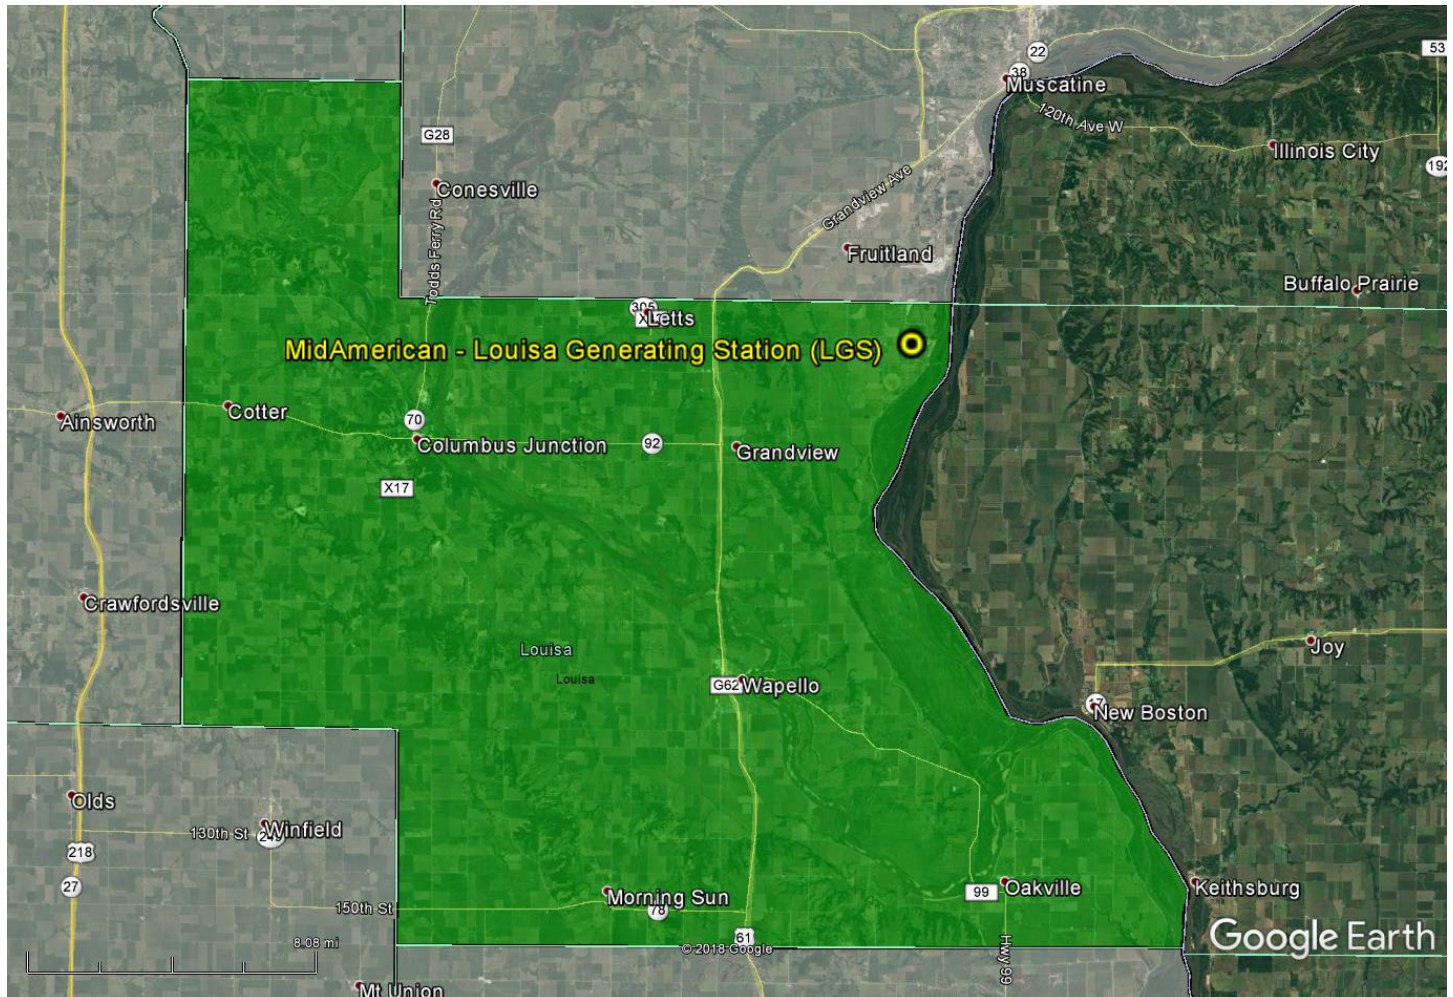 22
53
38
Muscatine
120th Ave W
G28
Illinois City
192
Conesville
Grandview Ave
Todds Ferry Rd
Fruitland
Buffalo Prairie
305
Letts
MidAmerican - Louisa Generating Station (LGS)
Cotter
Ainsworth
70
Columbus Junction
92
Grandview
X17
Crawfordsville
Louisa
Louisa
Joy
G62
Wapello
New Boston
Olds
130th St
Winfield
218
27
Morning Sun
99
Oakville
Keithsburg
150th St
78
61
8.08 mi
© 2018 Google
Hwy 99
Google Earth
Mt Union